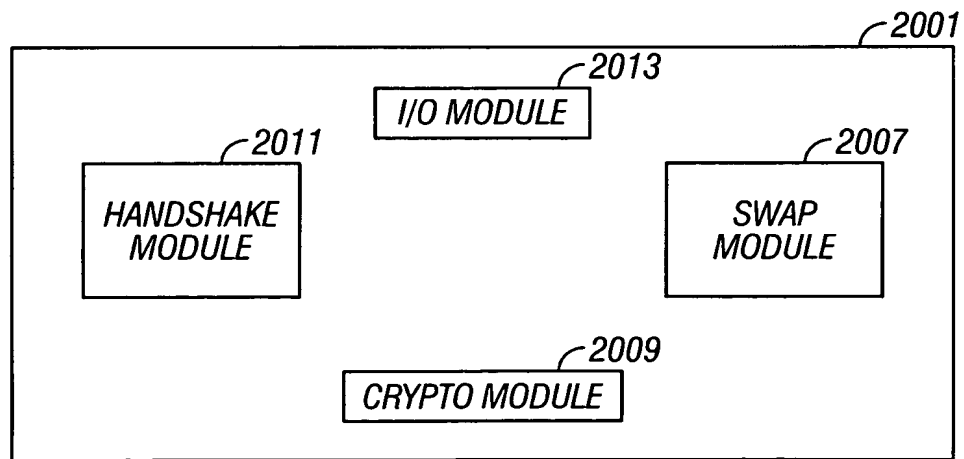 2001
2013
I/O MODULE
2011
2007
HANDSHAKE
MODULE
SWAP
MODULE
2009
CRYPTO MODULE